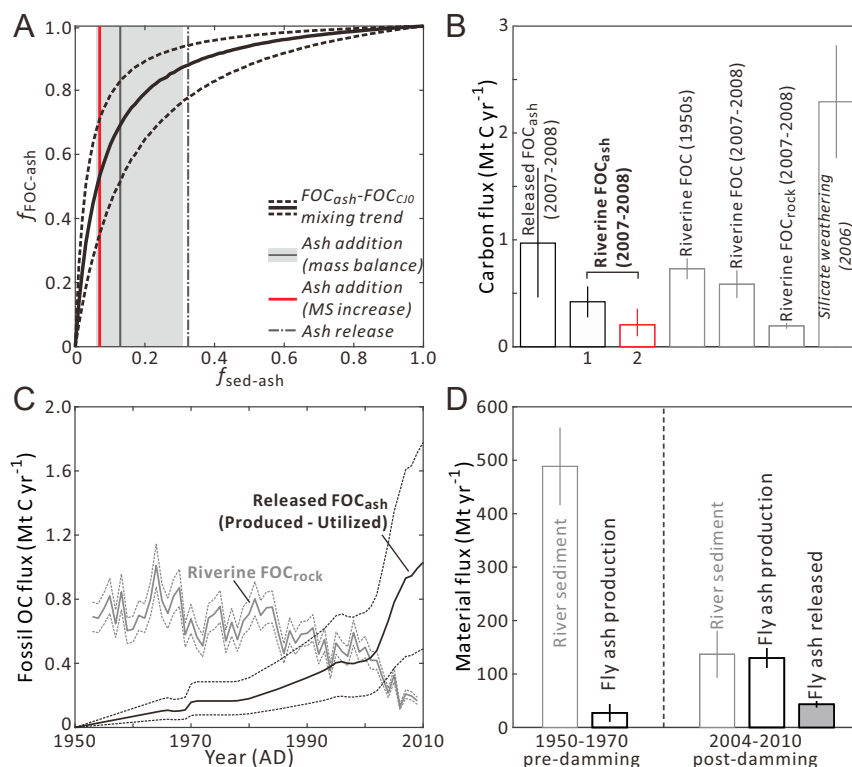 A
f_FOC-ash
1.0
0.8
0.6
0.4
0.2
0
0 0.2 0.4 0.6 0.8 1.0
f_sed-ash
FOC_ash-FOC_CJ0
mixing trend
Ash addition
(mass balance)
Ash addition
(MS increase)
Ash release
B
Carbon flux (Mt C yr⁻¹)
3
2
1
0
Released FOC_ash
(2007-2008)
Riverine FOC_ash
(2007-2008)
Riverine FOC (1950s)
Riverine FOC (2007-2008)
Riverine FOC_rock (2007-2008)
Silicate weathering
(2006)
1 2
C
Fossil OC flux (Mt C yr⁻¹)
2.0
1.6
1.2
0.8
0.4
0
Released FOC_ash
(Produced - Utilized)
Riverine FOC_rock
1950 1970 1990 2010
Year (AD)
D
Material flux (Mt yr⁻¹)
600
500
400
300
200
100
0
River sediment
Fly ash production
River sediment
Fly ash production
Fly ash released
1950-1970
pre-damming
2004-2010
post-damming